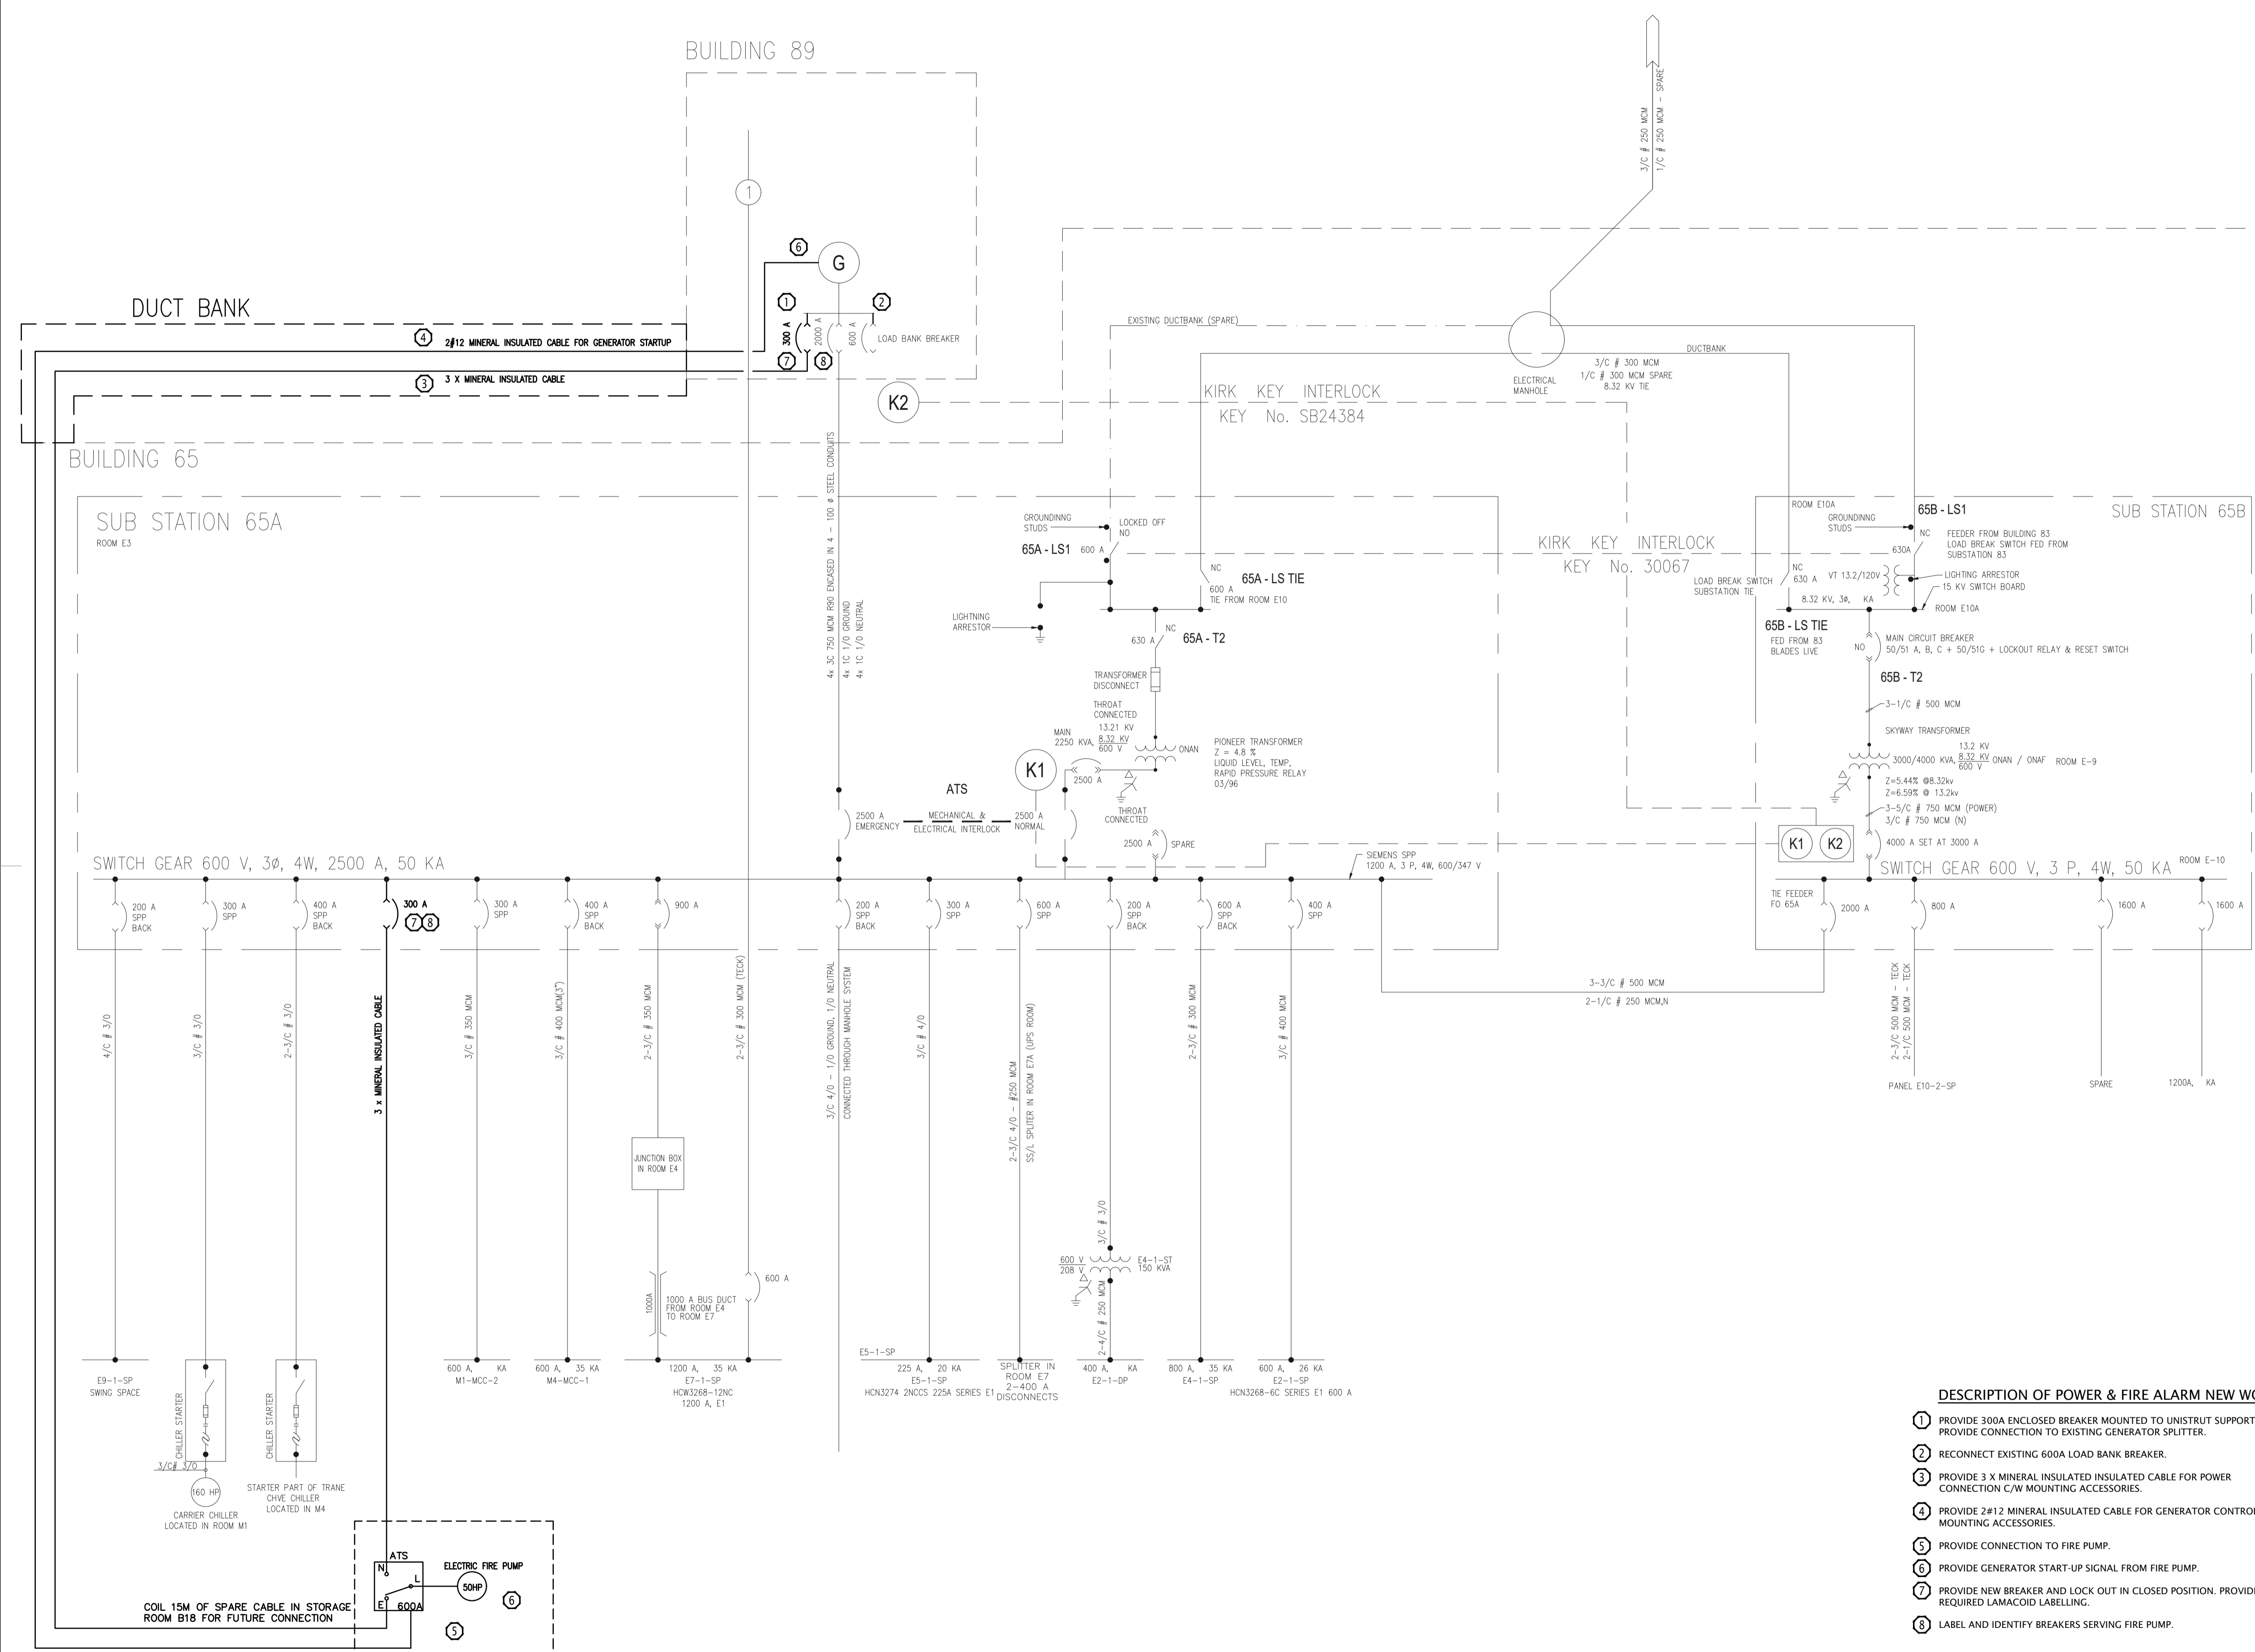 BUILDING 89
1
6
G
1
2
300 A
2000 A
600 A
LOAD BANK BREAKER
7
8
DUCT BANK
4
2#12 MINERAL INSULATED CABLE FOR GENERATOR STARTUP
3
3 X MINERAL INSULATED CABLE
K2
3/C # 250 MCM
1/C # 250 MCM - SPARE
EXISTING DUCTBANK (SPARE)
ELECTRICAL
MANHOLE
DUCTBANK
3/C # 300 MCM
1/C # 300 MCM SPARE
8.32 KV TIE
KIRK KEY INTERLOCK
KEY No. SB24384
BUILDING 65
SUB STATION 65A
ROOM E3
4x 3C 750 MCM R90 ENCASED IN 4 - 100 ø STEEL CONDUITS
4x 1C 1/0 GROUND
4x 1C 1/0 NEUTRAL
GROUNDINNG
STUDS
LOCKED OFF
NO
65A - LS1
600 A
NC
65A - LS TIE
600 A
TIE FROM ROOM E10
LIGHTNING
ARRESTOR
NC
630 A
65A - T2
TRANSFORMER
DISCONNECT
THROAT
CONNECTED
MAIN
2250 KVA,
13.21 KV
8.32 KV
600 V
ONAN
PIONEER TRANSFORMER
Z = 4.8 %
LIQUID LEVEL, TEMP,
RAPID PRESSURE RELAY
03/96
K1
2500 A
ATS
2500 A
EMERGENCY
MECHANICAL &
ELECTRICAL INTERLOCK
2500 A
NORMAL
THROAT
CONNECTED
2500 A
SPARE
SIEMENS SPP
1200 A, 3 P, 4W, 600/347 V
KIRK KEY INTERLOCK
KEY No. 30067
ROOM E10A
65B - LS1
SUB STATION 65B
GROUNDINNG
STUDS
NC
630A
FEEDER FROM BUILDING 83
LOAD BREAK SWITCH FED FROM
SUBSTATION 83
LOAD BREAK SWITCH
SUBSTATION TIE
NC
630 A
VT 13.2/120V
LIGHTING ARRESTOR
15 KV SWITCH BOARD
8.32 KV, 3ø, KA
ROOM E10A
65B - LS TIE
FED FROM 83
BLADES LIVE
NO
MAIN CIRCUIT BREAKER
50/51 A, B, C + 50/51G + LOCKOUT RELAY & RESET SWITCH
65B - T2
3-1/C # 500 MCM
SKYWAY TRANSFORMER
3000/4000 KVA,
13.2 KV
8.32 KV
600 V
ONAN / ONAF
ROOM E-9
Z=5.44% @8.32kv
Z=6.59% @ 13.2kv
3-5/C # 750 MCM (POWER)
3/C # 750 MCM (N)
K1
K2
4000 A SET AT 3000 A
SWITCH GEAR 600 V, 3 P, 4W, 50 KA
ROOM E-10
TIE FEEDER
FO 65A
2000 A
800 A
1600 A
1600 A
3-3/C # 500 MCM
2-1/C # 250 MCM,N
2-3/C 500 MCM - TECK
2-1/C 500 MCM - TECK
PANEL E10-2-SP
SPARE
1200A, KA
SWITCH GEAR 600 V, 3ø, 4W, 2500 A, 50 KA
200 A
SPP
BACK
300 A
SPP
400 A
SPP
BACK
300 A
7
8
300 A
SPP
400 A
SPP
BACK
900 A
200 A
SPP
BACK
300 A
SPP
600 A
SPP
200 A
SPP
BACK
600 A
SPP
BACK
400 A
SPP
4/C # 3/0
3/C # 3/0
2-3/C # 3/0
3 x MINERAL INSULATED CABLE
3/C # 350 MCM
3/C # 400 MCM(3")
2-3/C # 350 MCM
2-3/C # 300 MCM (TECK)
3/C 4/0 - 1/0 GROUND, 1/0 NEUTRAL
CONNECTED THROUGH MANHOLE SYSTEM
3/C # 4/0
2-3/C 4/0 - #250 MCM
SS/L SPLITER IN ROOM E7A (UPS ROOM)
2-3/C # 300 MCM
3/C # 400 MCM
JUNCTION BOX
IN ROOM E4
3/C # 3/0
600 V
208 V
E4-1-ST
150 KVA
2-4/C # 250 MCM
1000A
1000 A BUS DUCT
FROM ROOM E4
TO ROOM E7
600 A
E9-1-SP
SWING SPACE
CHILLER STARTER
3/C# 3/0
160 HP
CARRIER CHILLER
LOCATED IN ROOM M1
CHILLER STARTER
STARTER PART OF TRANE
CHVE CHILLER
LOCATED IN M4
600 A, KA
M1-MCC-2
600 A, 35 KA
M4-MCC-1
1200 A, 35 KA
E7-1-SP
HCW3268-12NC
1200 A, E1
E5-1-SP
225 A, 20 KA
E5-1-SP
HCN3274 2NCCS 225A SERIES E1
SPLITTER IN
ROOM E7
2-400 A
DISCONNECTS
400 A, KA
E2-1-DP
800 A, 35 KA
E4-1-SP
600 A, 26 KA
E2-1-SP
HCN3268-6C SERIES E1 600 A
ATS
N
L
E
600A
ELECTRIC FIRE PUMP
50HP
6
5
COIL 15M OF SPARE CABLE IN STORAGE
ROOM B18 FOR FUTURE CONNECTION
DESCRIPTION OF POWER & FIRE ALARM NEW WO
1 PROVIDE 300A ENCLOSED BREAKER MOUNTED TO UNISTRUT SUPPORT
PROVIDE CONNECTION TO EXISTING GENERATOR SPLITTER.
2 RECONNECT EXISTING 600A LOAD BANK BREAKER.
3 PROVIDE 3 X MINERAL INSULATED INSULATED CABLE FOR POWER
CONNECTION C/W MOUNTING ACCESSORIES.
4 PROVIDE 2#12 MINERAL INSULATED CABLE FOR GENERATOR CONTROL
MOUNTING ACCESSORIES.
5 PROVIDE CONNECTION TO FIRE PUMP.
6 PROVIDE GENERATOR START-UP SIGNAL FROM FIRE PUMP.
7 PROVIDE NEW BREAKER AND LOCK OUT IN CLOSED POSITION. PROVIDE
REQUIRED LAMACOID LABELLING.
8 LABEL AND IDENTIFY BREAKERS SERVING FIRE PUMP.